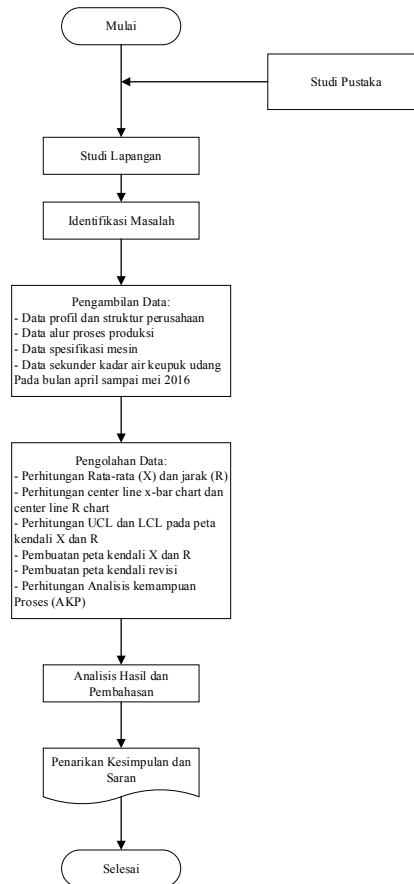 Mulai
Studi Pustaka
Studi Lapangan
Identifikasi Masalah
Pengambilan Data:
- Data profil dan struktur perusahaan
- Data alur proses produksi
- Data spesifikasi mesin
- Data sekunder kadar air keupuk udang
Pada bulan april sampai mei 2016
Pengolahan Data:
- Perhitungan Rata-rata (X) dan jarak (R)
- Perhitungan center line x-bar chart dan
center line R chart
- Perhitungan UCL dan LCL pada peta
kendali X dan R
- Pembuatan peta kendali X dan R
- Pembuatan peta kendali revisi
- Perhitungan Analisis kemampuan
Proses (AKP)
Analisis Hasil dan
Pembahasan
Penarikan Kesimpulan dan
Saran
Selesai